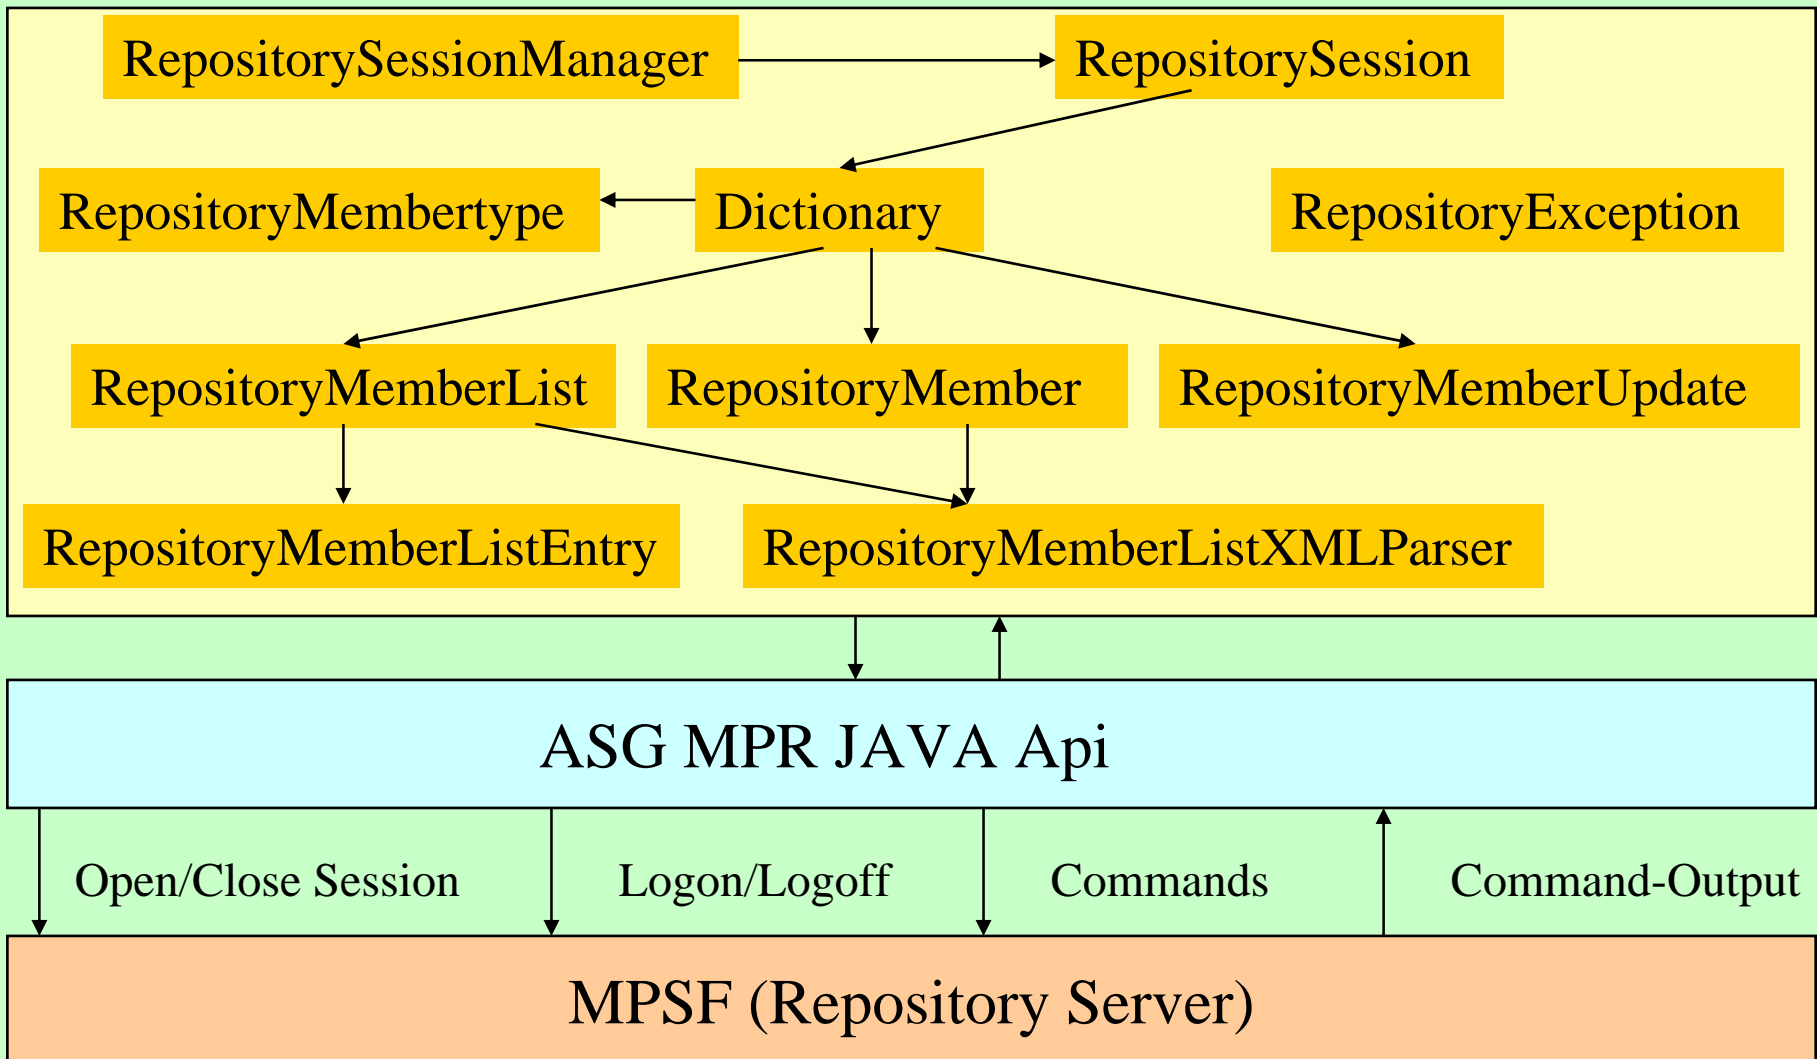 RepositorySessionManager
RepositorySession
RepositoryMembertype
Dictionary
RepositoryException
RepositoryMemberList
RepositoryMember
RepositoryMemberUpdate
RepositoryMemberListEntry
RepositoryMemberListXMLParser
ASG MPR JAVA Api
Open/Close Session
Logon/Logoff
Commands
Command-Output
MPSF (Repository Server)